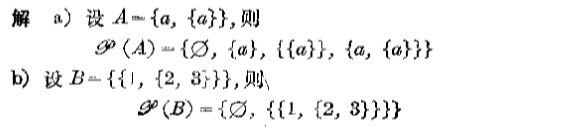 解 a) 设 A={a, {a}},则
𝒫(A)={∅, {a}, {{a}}, {a, {a}}}
b) 设 B={{1, {2, 3}}},则
𝒫(B)={∅, {{1, {2, 3}}}}